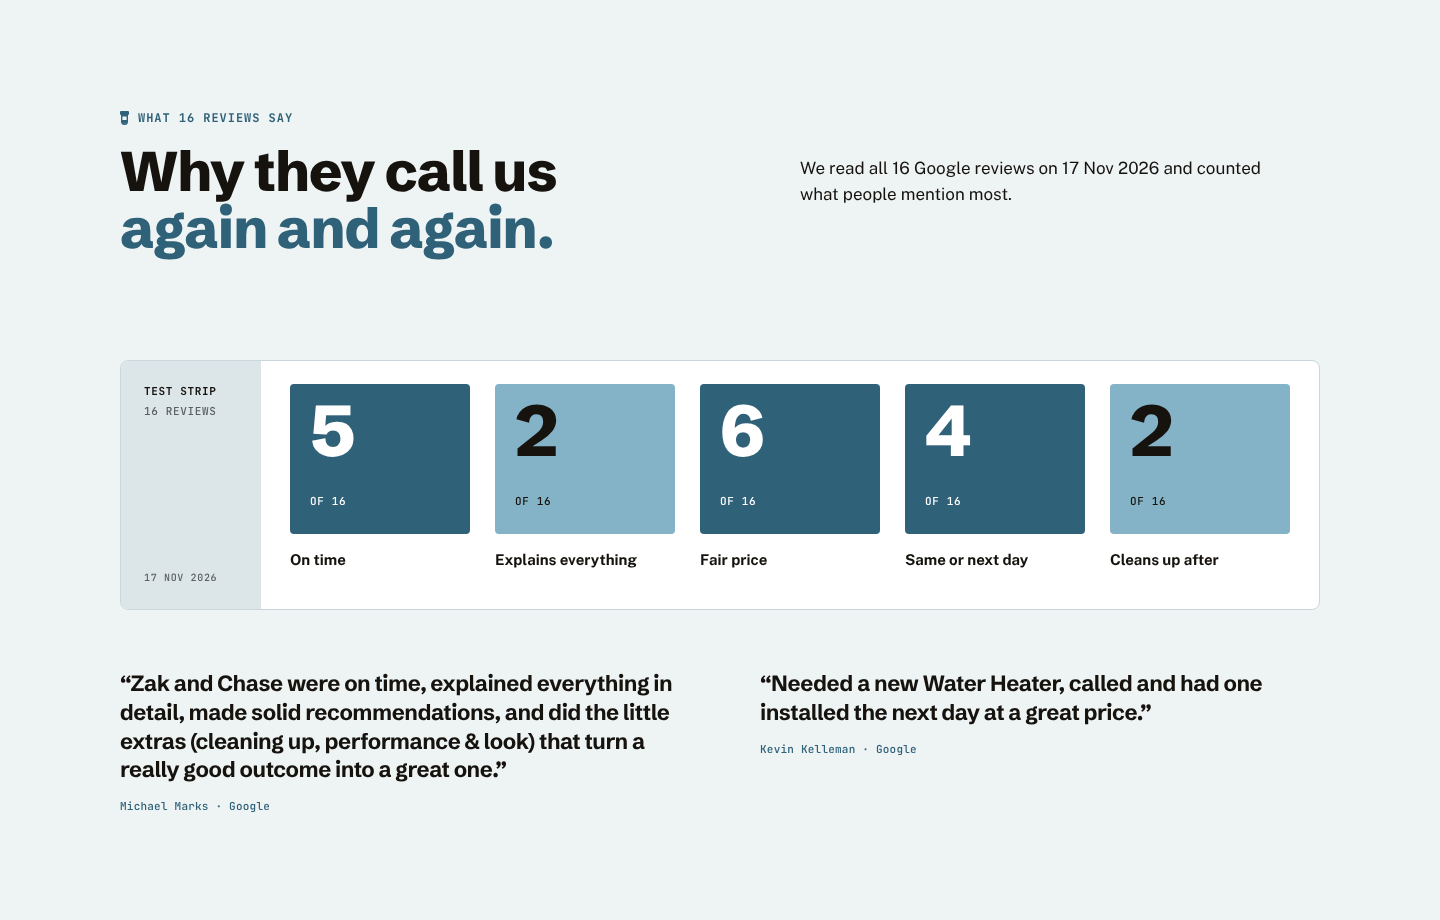 WHAT 16 REVIEWS SAY
Why they call us
again and again.
We read all 16 Google reviews on 17 Nov 2026 and counted
what people mention most.
TEST STRIP
16 REVIEWS
17 NOV 2026
5
OF 16
On time
2
OF 16
Explains everything
6
OF 16
Fair price
4
OF 16
Same or next day
2
OF 16
Cleans up after
“Zak and Chase were on time, explained everything in
detail, made solid recommendations, and did the little
extras (cleaning up, performance & look) that turn a
really good outcome into a great one.”
Michael Marks · Google
“Needed a new Water Heater, called and had one
installed the next day at a great price.”
Kevin Kelleman · Google